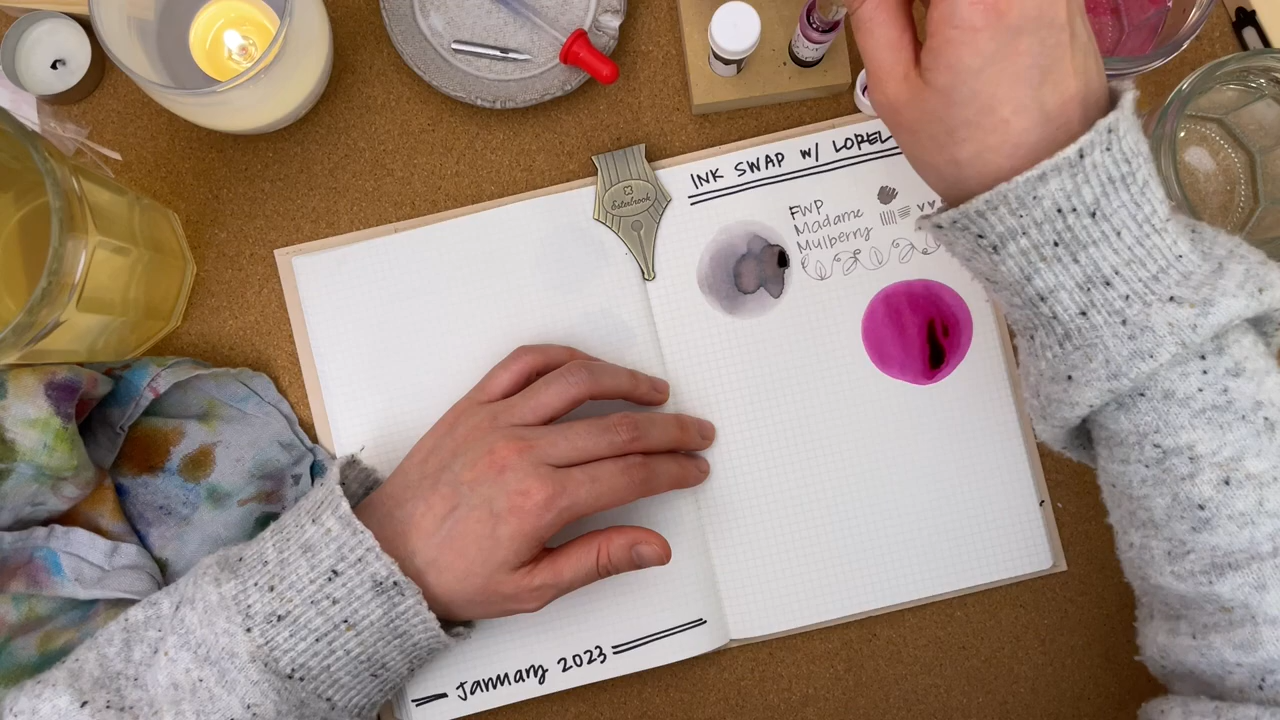 January 2023
Esterbrook
INK SWAP W/ LOREL
FWP
Madame
Mulberry